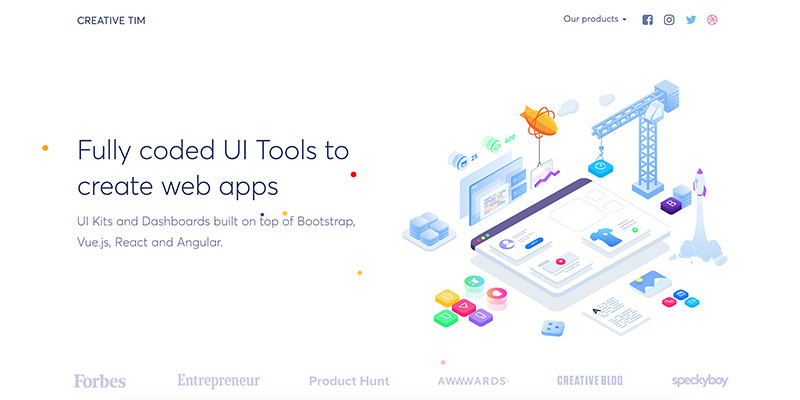 CREATIVE TIM
Our products
Fully coded UI Tools to
create web apps
UI Kits and Dashboards built on top of Bootstrap,
Vue.js, React and Angular.
25
420
B
A
Forbes
Entrepreneur
Product Hunt
AWWWARDS.
CREATIVE BLOQ
speckyboy